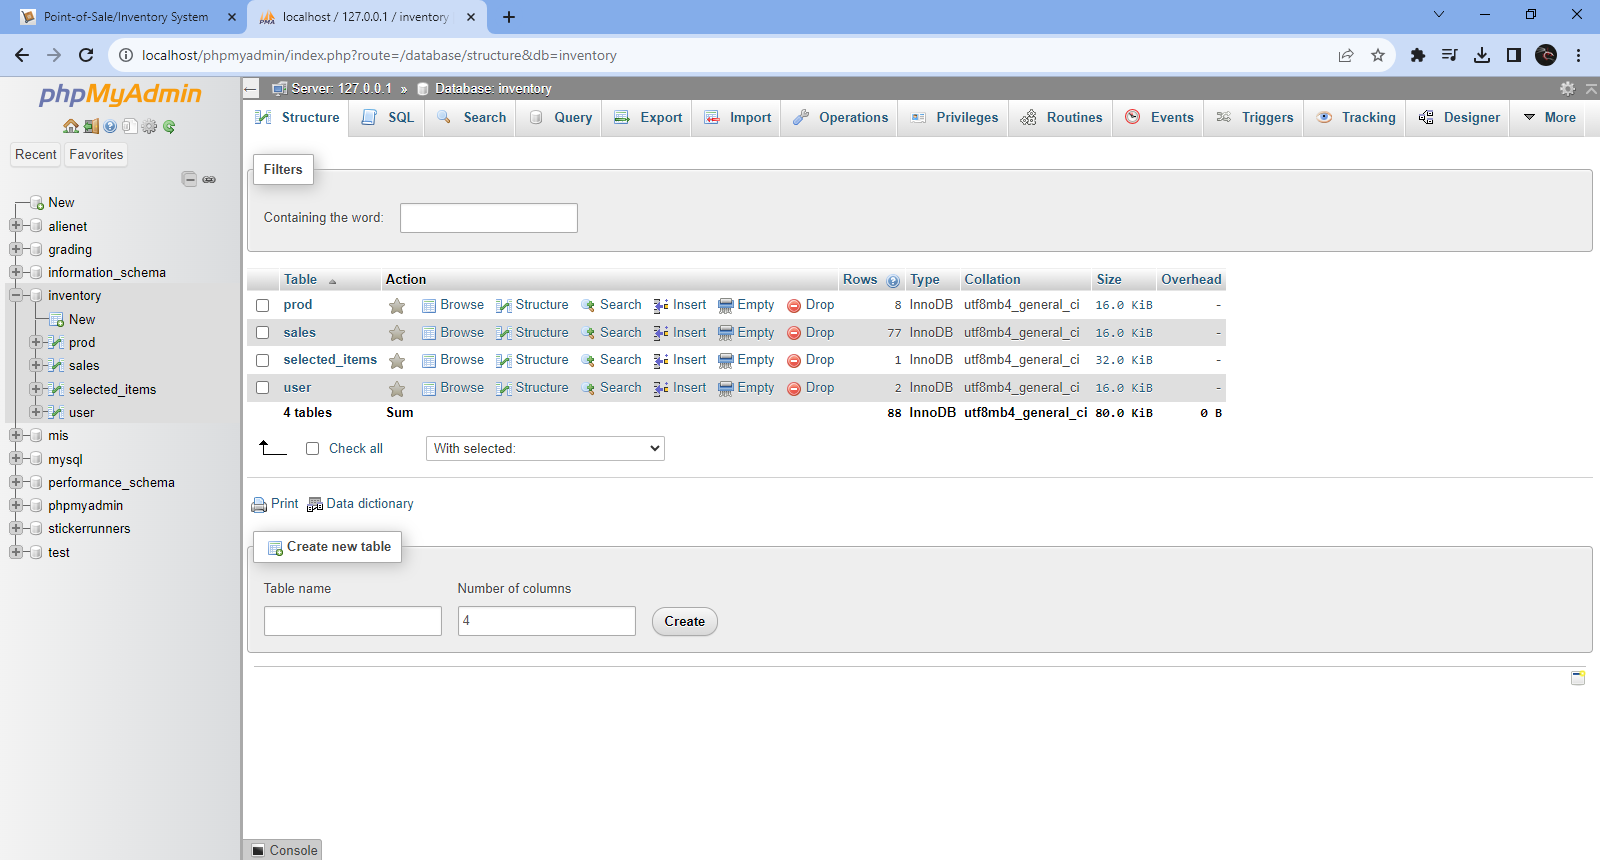 Point-of-Sale/Inventory System
localhost / 127.0.0.1 / inventory
localhost/phpmyadmin/index.php?route=/database/structure&db=inventory
phpMyAdmin
Recent Favorites
New
alienet
grading
information_schema
inventory
New
prod
sales
selected_items
user
mis
mysql
performance_schema
phpmyadmin
stickerrunners
test
Server: 127.0.0.1 » Database: inventory
Structure SQL Search Query Export Import Operations Privileges Routines Events Triggers Tracking Designer More
Filters
Containing the word:
Table Action Rows Type Collation Size Overhead
prod Browse Structure Search Insert Empty Drop 8 InnoDB utf8mb4_general_ci 16.0 KiB -
sales Browse Structure Search Insert Empty Drop 77 InnoDB utf8mb4_general_ci 16.0 KiB -
selected_items Browse Structure Search Insert Empty Drop 1 InnoDB utf8mb4_general_ci 32.0 KiB -
user Browse Structure Search Insert Empty Drop 2 InnoDB utf8mb4_general_ci 16.0 KiB -
4 tables Sum 88 InnoDB utf8mb4_general_ci 80.0 KiB 0 B
Check all With selected:
Print Data dictionary
Create new table
Table name Number of columns
4 Create
Console